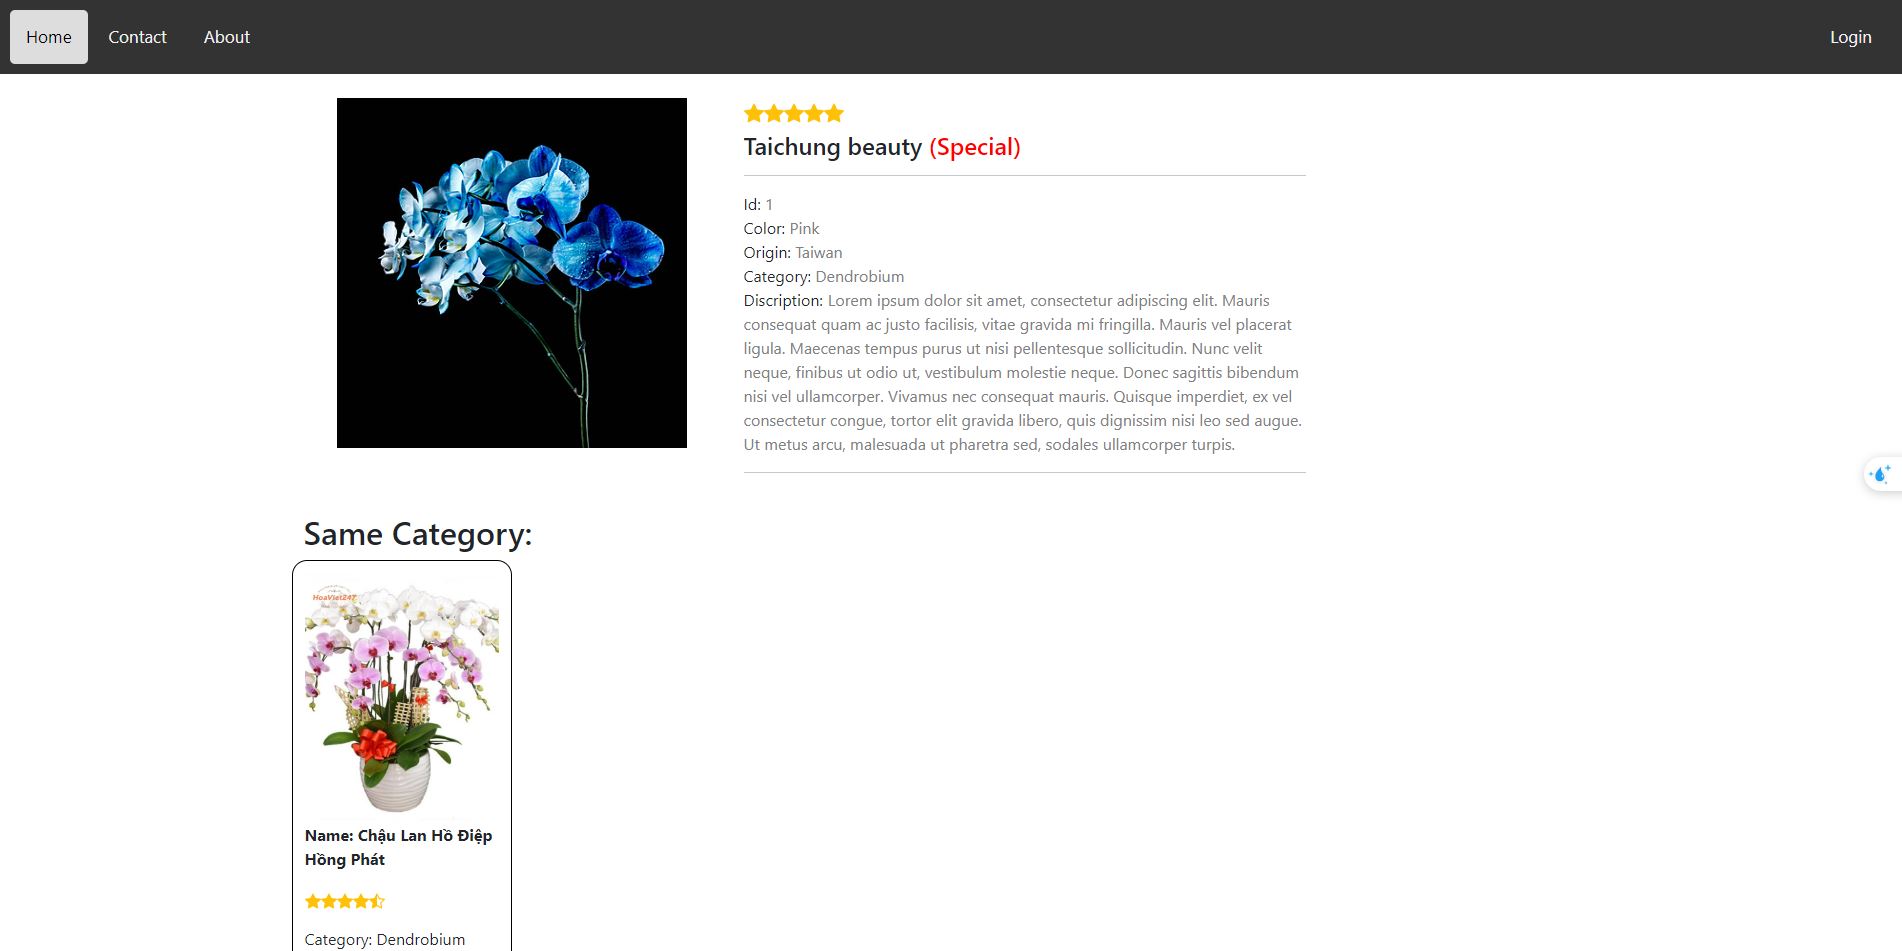 Home Contact About Login
Taichung beauty (Special)
Id: 1
Color: Pink
Origin: Taiwan
Category: Dendrobium
Discription: Lorem ipsum dolor sit amet, consectetur adipiscing elit. Mauris
consequat quam ac justo facilisis, vitae gravida mi fringilla. Mauris vel placerat
ligula. Maecenas tempus purus ut nisi pellentesque sollicitudin. Nunc velit
neque, finibus ut odio ut, vestibulum molestie neque. Donec sagittis bibendum
nisi vel ullamcorper. Vivamus nec consequat mauris. Quisque imperdiet, ex vel
consectetur congue, tortor elit gravida libero, quis dignissim nisi leo sed augue.
Ut metus arcu, malesuada ut pharetra sed, sodales ullamcorper turpis.
Same Category:
HoaViet247
Name: Chậu Lan Hồ Điệp
Hồng Phát
Category: Dendrobium